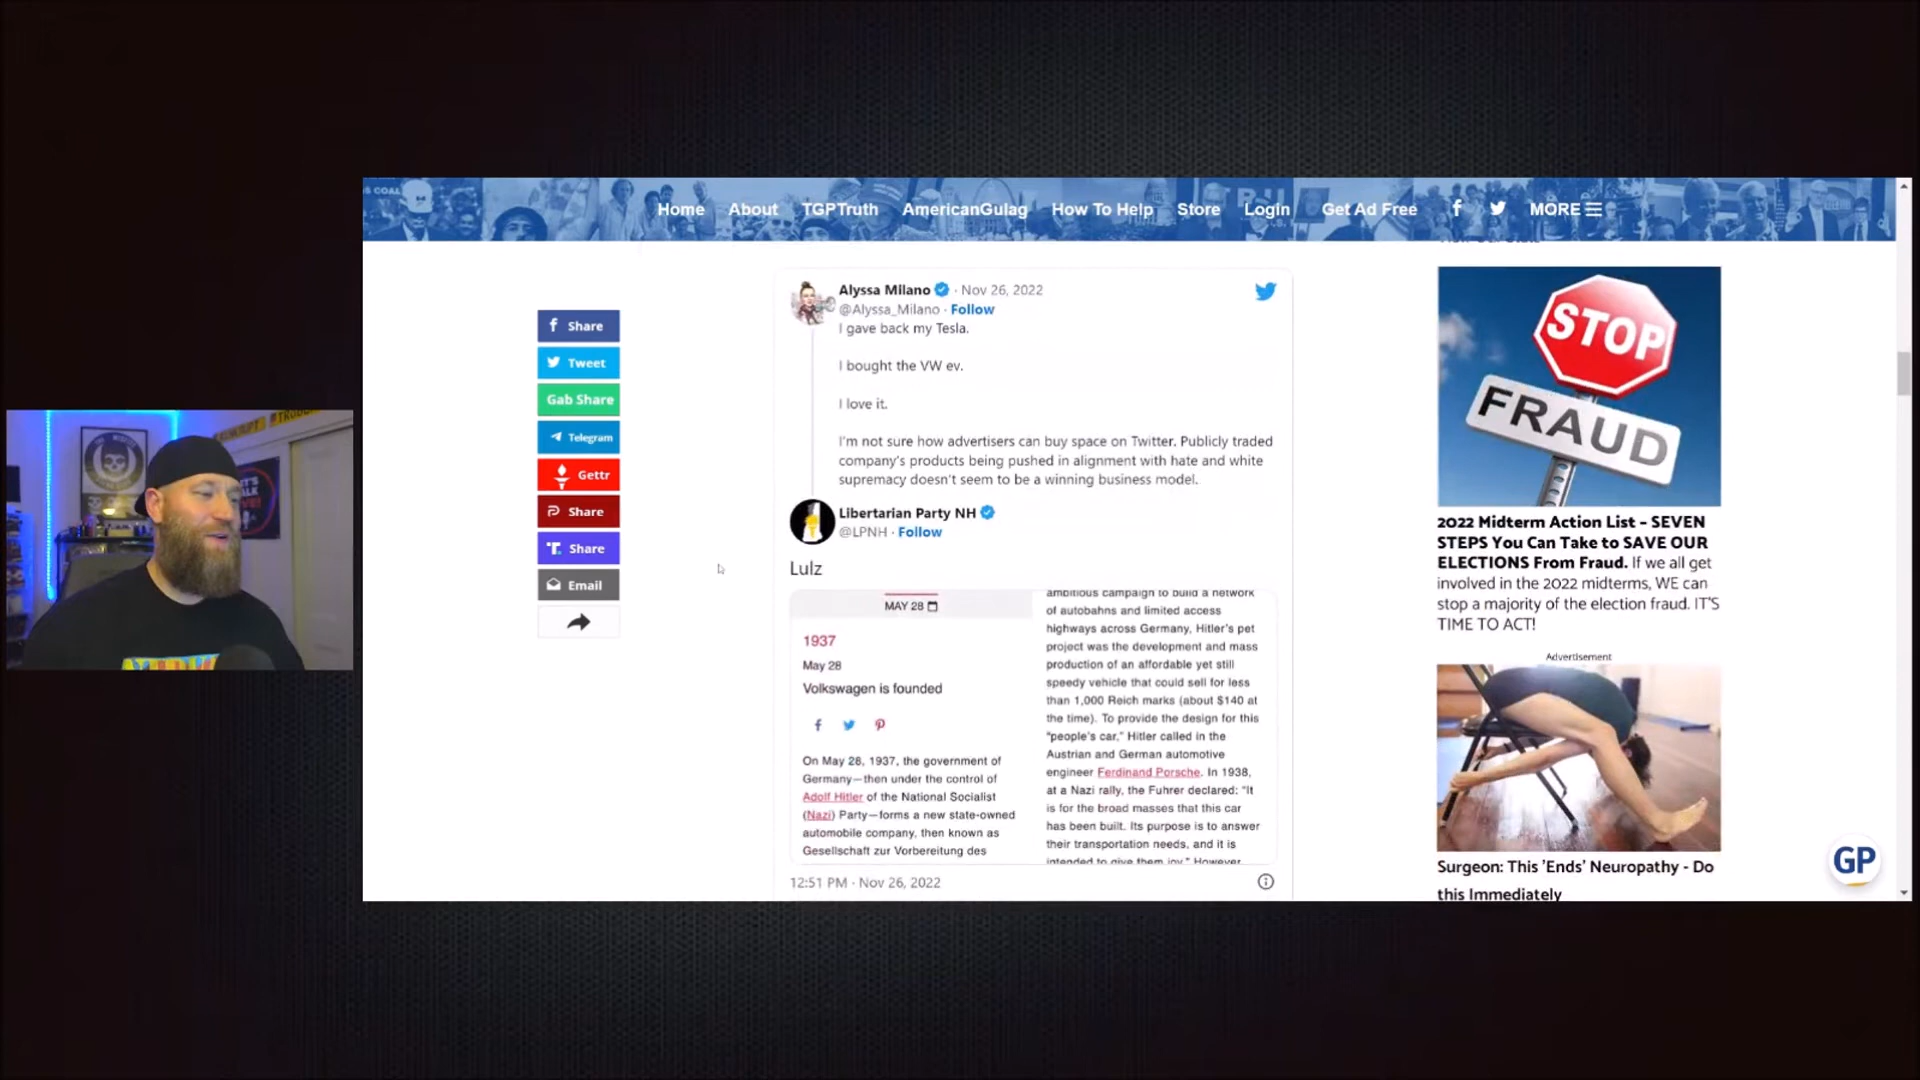 Home About TGPTruth AmericanGulag How To Help Store Login Get Ad Free MORE
Share
Tweet
Gab Share
Telegram
Gettr
Share
Share
Email
Alyssa Milano · Nov 26, 2022
@Alyssa_Milano · Follow
I gave back my Tesla.
I bought the VW ev.
I love it.
I'm not sure how advertisers can buy space on Twitter. Publicly traded
company's products being pushed in alignment with hate and white
supremacy doesn't seem to be a winning business model.
Libertarian Party NH
@LPNH · Follow
Lulz
MAY 28
1937
May 28
Volkswagen is founded
On May 28, 1937, the government of
Germany—then under the control of
Adolf Hitler of the National Socialist
(Nazi) Party—forms a new state-owned
automobile company, then known as
Gesellschaft zur Vorbereitung des
ambitious campaign to build a network
of autobahns and limited access
highways across Germany, Hitler's pet
project was the development and mass
production of an affordable yet still
speedy vehicle that could sell for less
than 1,000 Reich marks (about $140 at
the time). To provide the design for this
"people's car," Hitler called in the
Austrian and German automotive
engineer Ferdinand Porsche. In 1938,
at a Nazi rally, the Fuhrer declared: "It
is for the broad masses that this car
has been built. Its purpose is to answer
their transportation needs, and it is
intended to give them joy." However,
12:51 PM · Nov 26, 2022
STOP
FRAUD
2022 Midterm Action List – SEVEN
STEPS You Can Take to SAVE OUR
ELECTIONS From Fraud. If we all get
involved in the 2022 midterms, WE can
stop a majority of the election fraud. IT'S
TIME TO ACT!
Advertisement
Surgeon: This 'Ends' Neuropathy - Do
this Immediately
GP